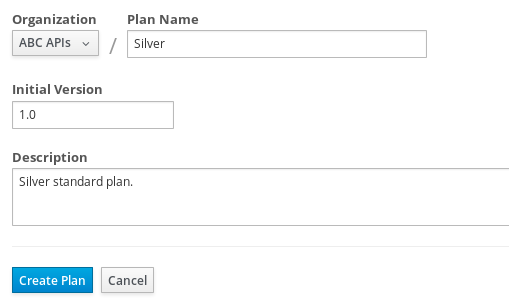 Organization Plan Name
ABC APIs / Silver
Initial Version
1.0
Description
Silver standard plan.
Create Plan Cancel